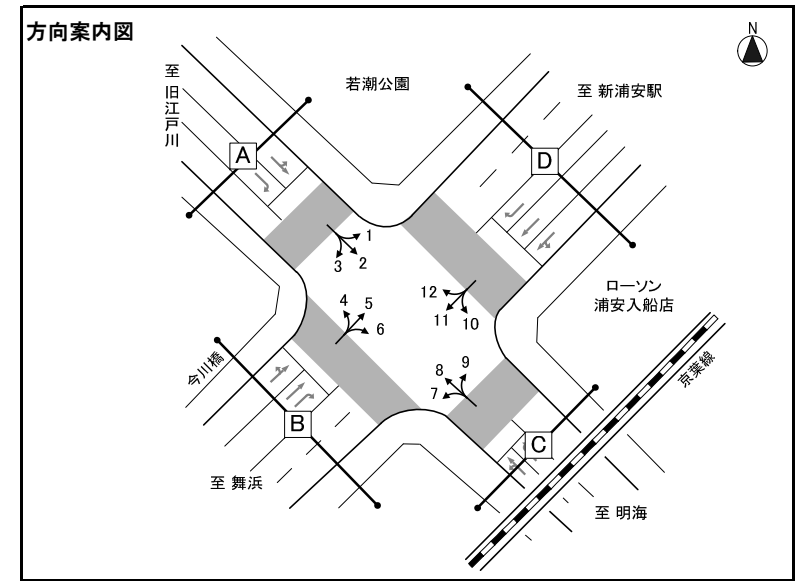 方向案内図
N
至 旧江戸川
若潮公園
至 新浦安駅
A
D
1
2
3
4
5
6
12
11
10
9
8
7
ローソン
浦安入船店
今川橋
京葉線
B
C
至 舞浜
至 明海